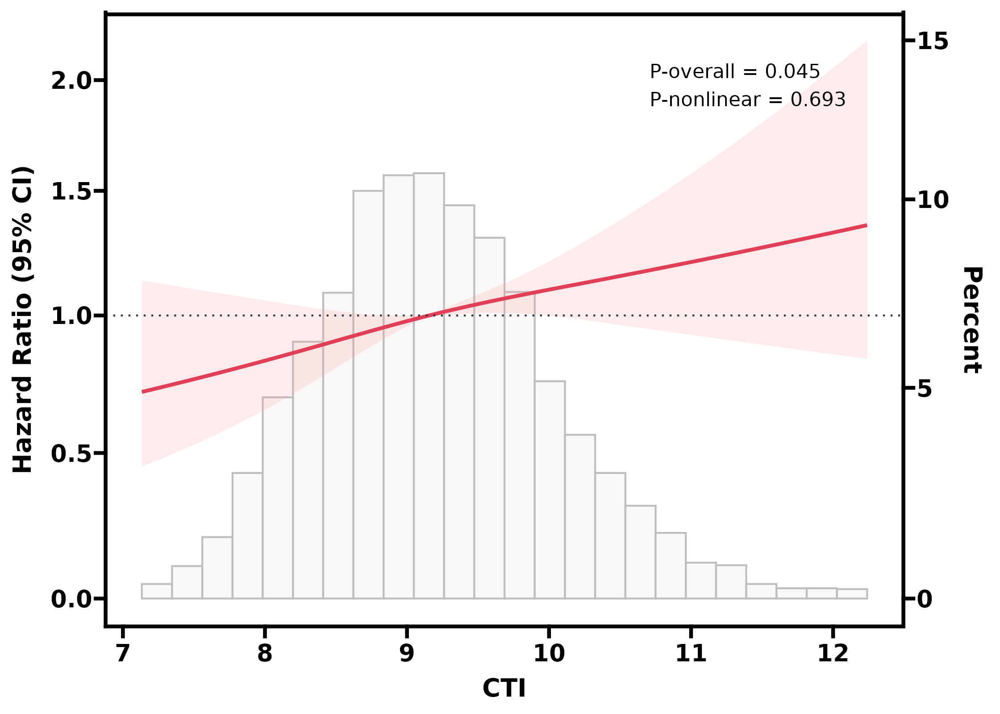 P-overall = 0.045
P-nonlinear = 0.693
Hazard Ratio (95% CI)
2.0
1.5
1.0
0.5
0.0
15
10
5
0
Percent
7 8 9 10 11 12
CTI